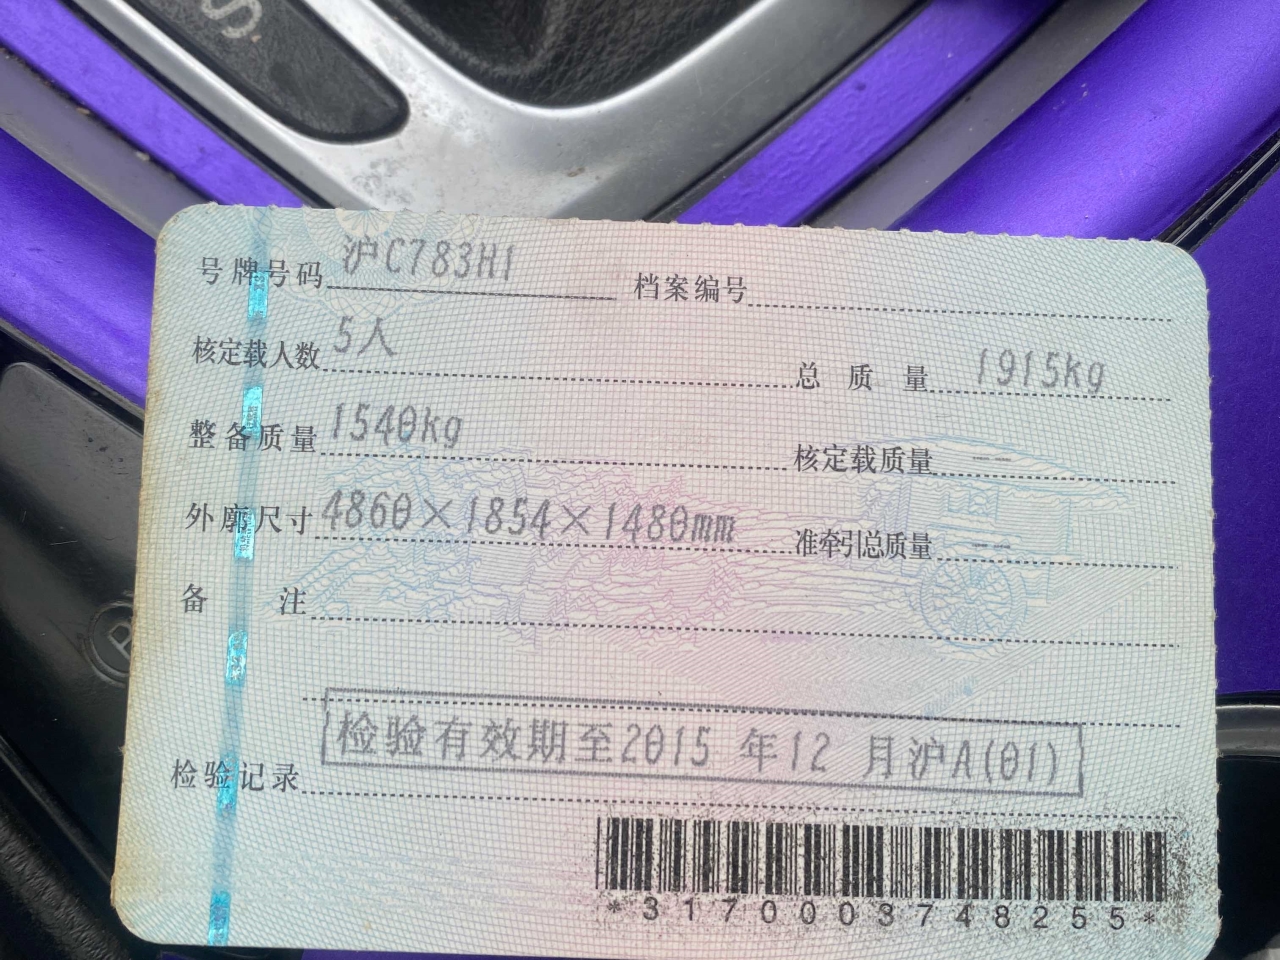 S
号牌号码 沪C783H1 档案编号
核定载人数 5人 总质量 1915kg
整备质量 1540kg 核定载质量 --
外廓尺寸 4860×1854×1480mm 准牵引总质量 --
备注
P
检验记录 检验有效期至2015 年12 月沪A(01)
*3170003748255*